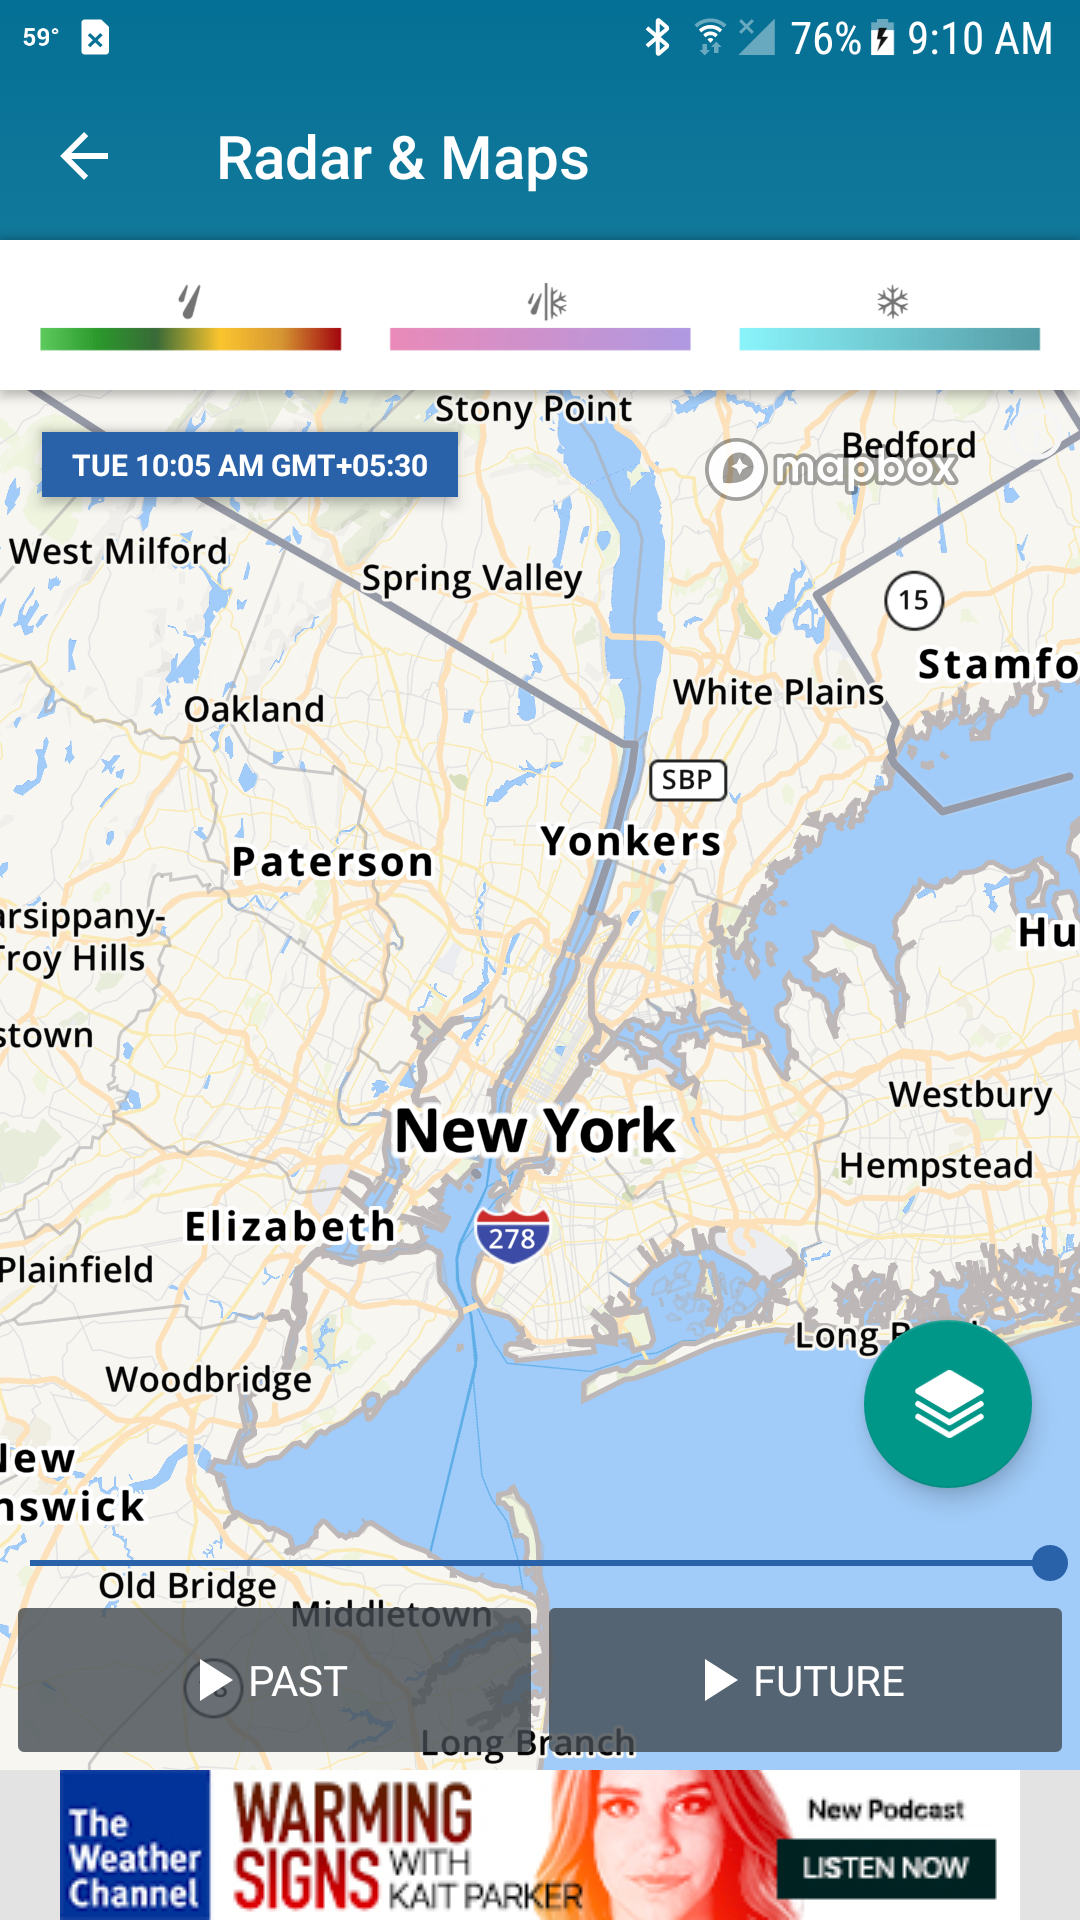 59°
76%
9:10 AM
Radar & Maps
Stony Point
Bedford
TUE 10:05 AM GMT+05:30
mapbox
West Milford
Spring Valley
15
Stamfo
White Plains
Oakland
SBP
Yonkers
Paterson
arsippany-
Troy Hills
Hu
stown
Westbury
New York
Hempstead
Elizabeth
278
Plainfield
Long B
Woodbridge
New
nswick
Old Bridge
Middletown
PAST
FUTURE
Long Branch
The
Weather
Channel
WARMING
SIGNS WITH
KAIT PARKER
New Podcast
LISTEN NOW